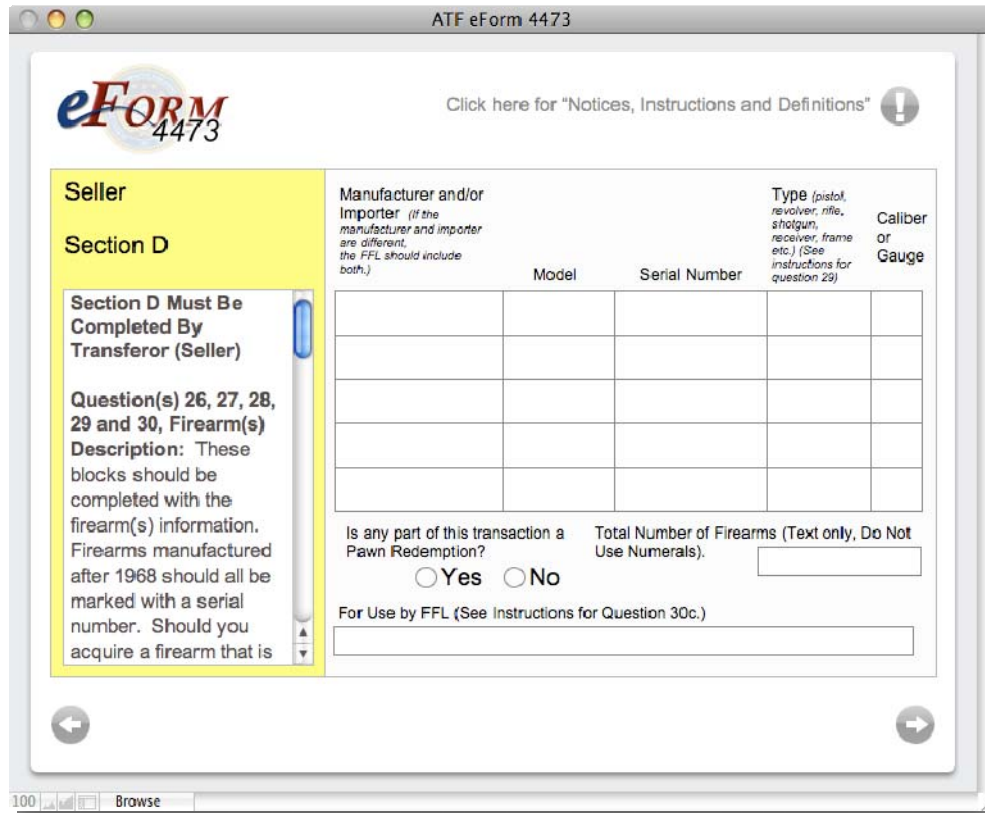 ATF eForm 4473
eFORM
4473
Click here for “Notices, Instructions and Definitions”
!
Seller
Section D
Section D Must Be
Completed By
Transferor (Seller)
Question(s) 26, 27, 28,
29 and 30, Firearm(s)
Description: These
blocks should be
completed with the
firearm(s) information.
Firearms manufactured
after 1968 should all be
marked with a serial
number. Should you
acquire a firearm that is
Manufacturer and/or
Importer (If the
manufacturer and importer
are different,
the FFL should include
both.)
Model
Serial Number
Type (pistol,
revolver, rifle,
shotgun,
receiver, frame
etc.) (See
instructions for
question 29)
Caliber
or
Gauge
Is any part of this transaction a
Pawn Redemption?
Yes No
Total Number of Firearms (Text only, Do Not
Use Numerals).
For Use by FFL (See Instructions for Question 30c.)
100 Browse